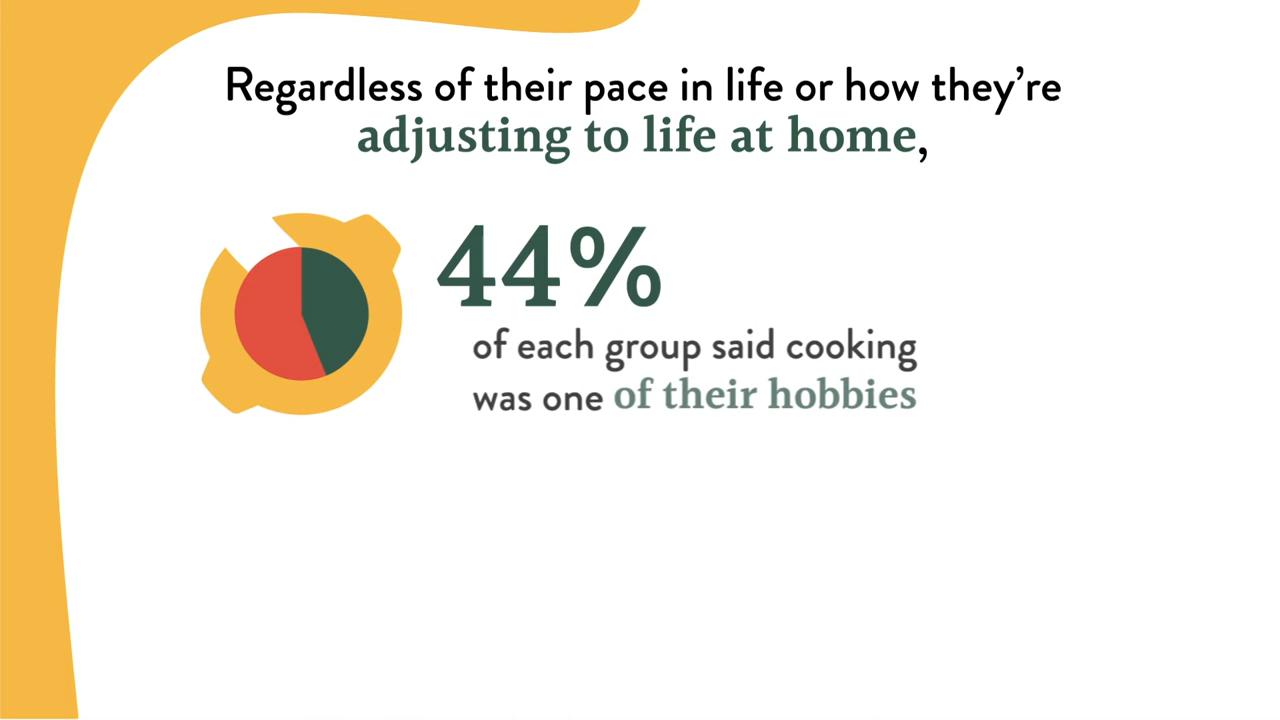 Regardless of their pace in life or how they’re
adjusting to life at home,
44%
of each group said cooking
was one of their hobbies